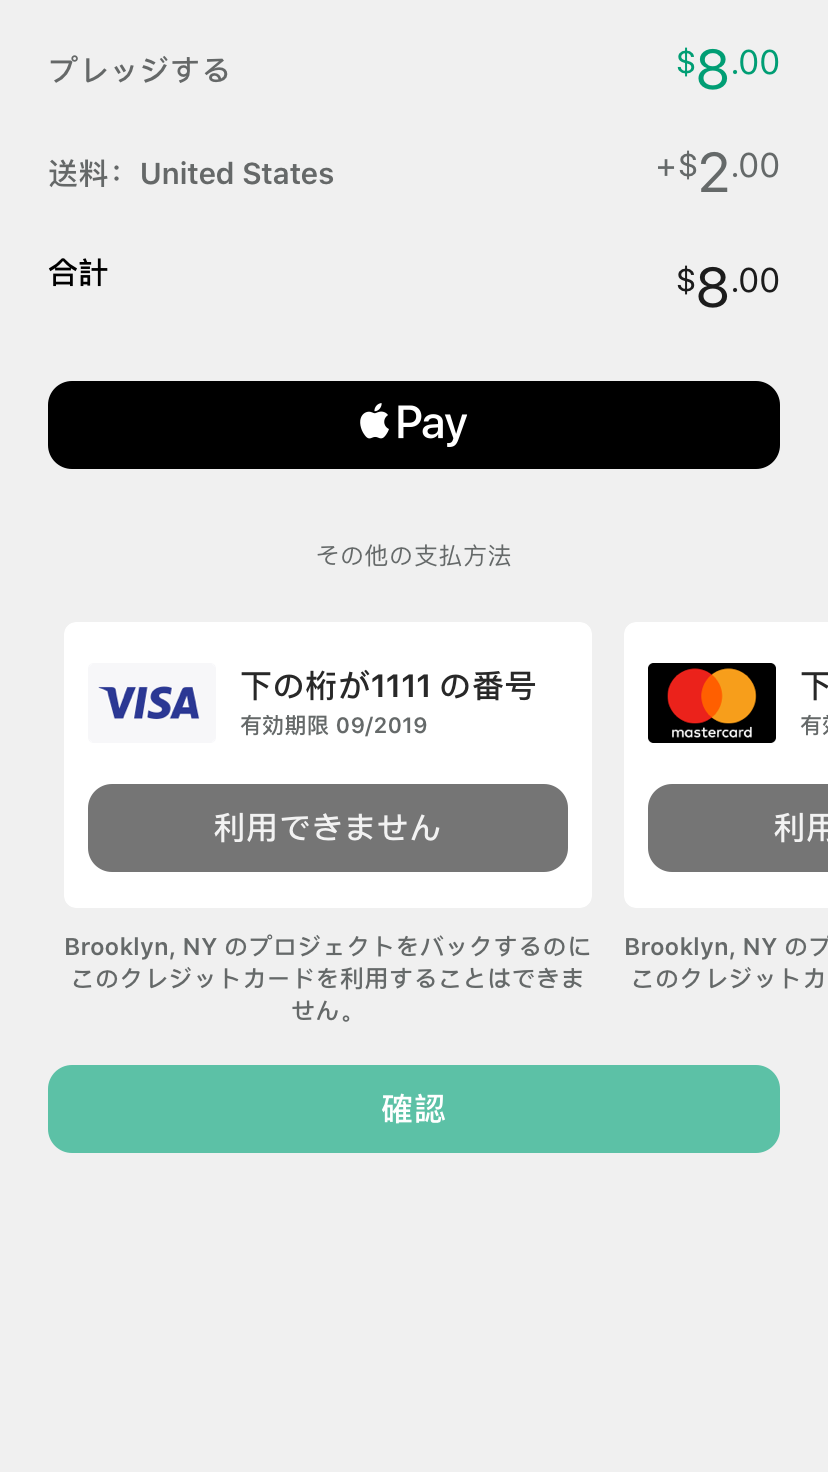 プレッジする $8.00
送料： United States +$2.00
合計 $8.00
Pay
その他の支払方法
VISA 下の桁が1111 の番号
有効期限 09/2019
利用できません
Brooklyn, NY のプロジェクトをバックするのに
このクレジットカードを利用することはできま
せん。
mastercard 下
有
利用
Brooklyn, NY のプ
このクレジットカ
確認